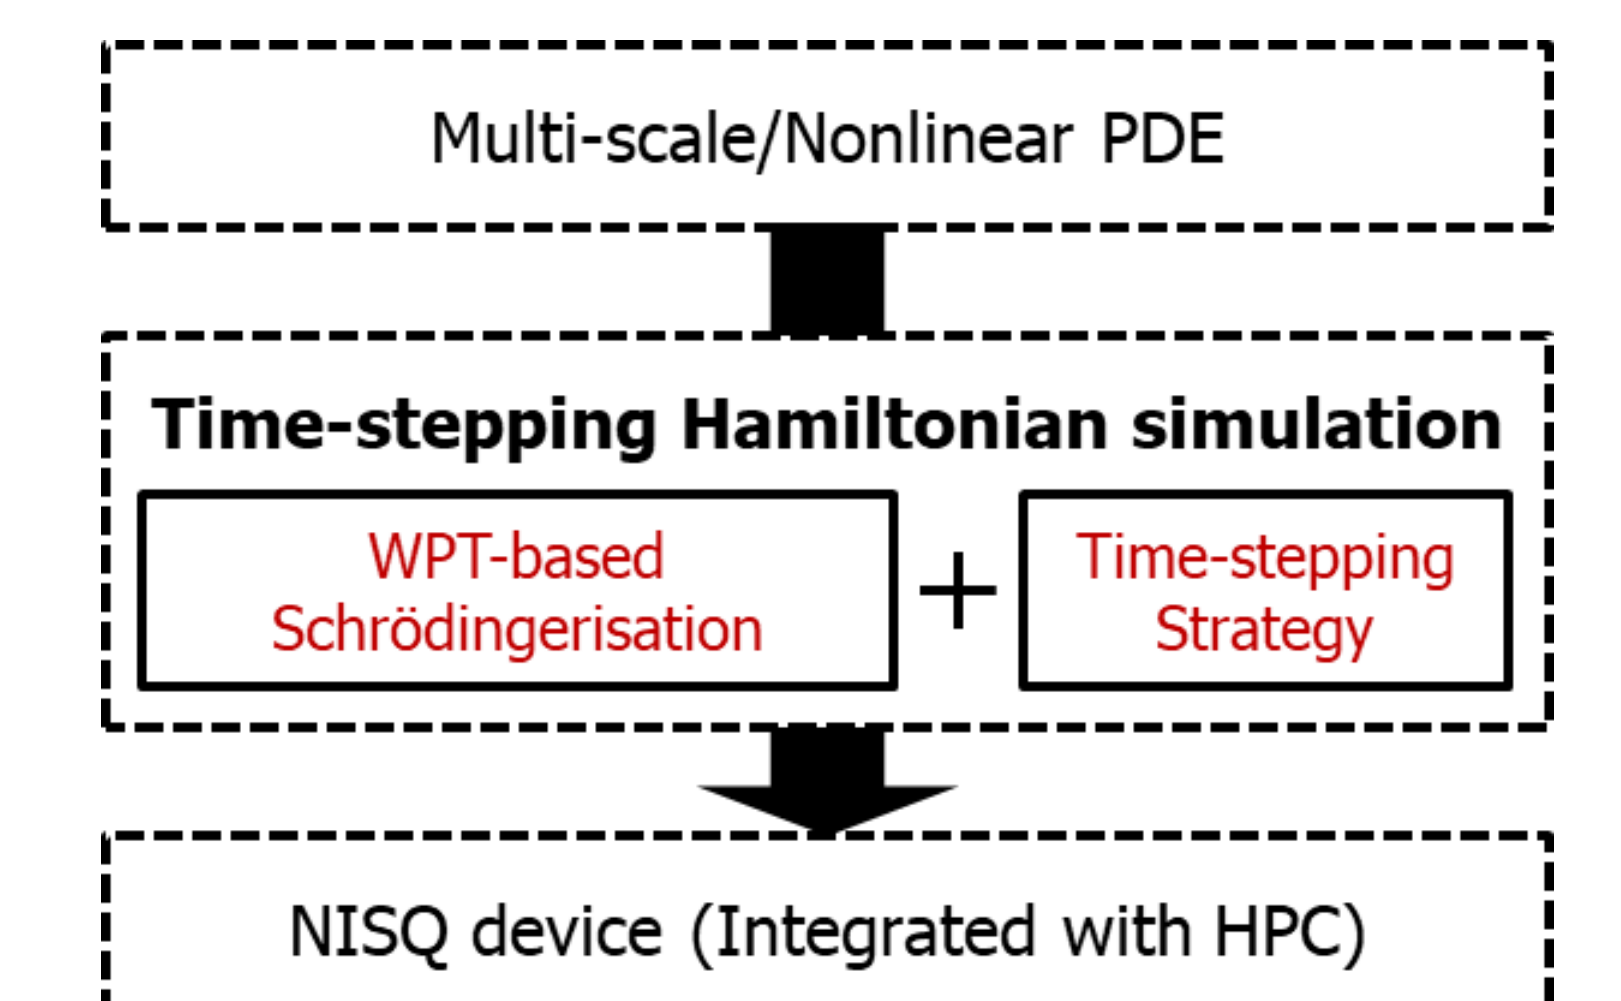 Multi-scale/Nonlinear PDE
Time-stepping Hamiltonian simulation
WPT-based
Schrödingerisation
+
Time-stepping
Strategy
NISQ device (Integrated with HPC)